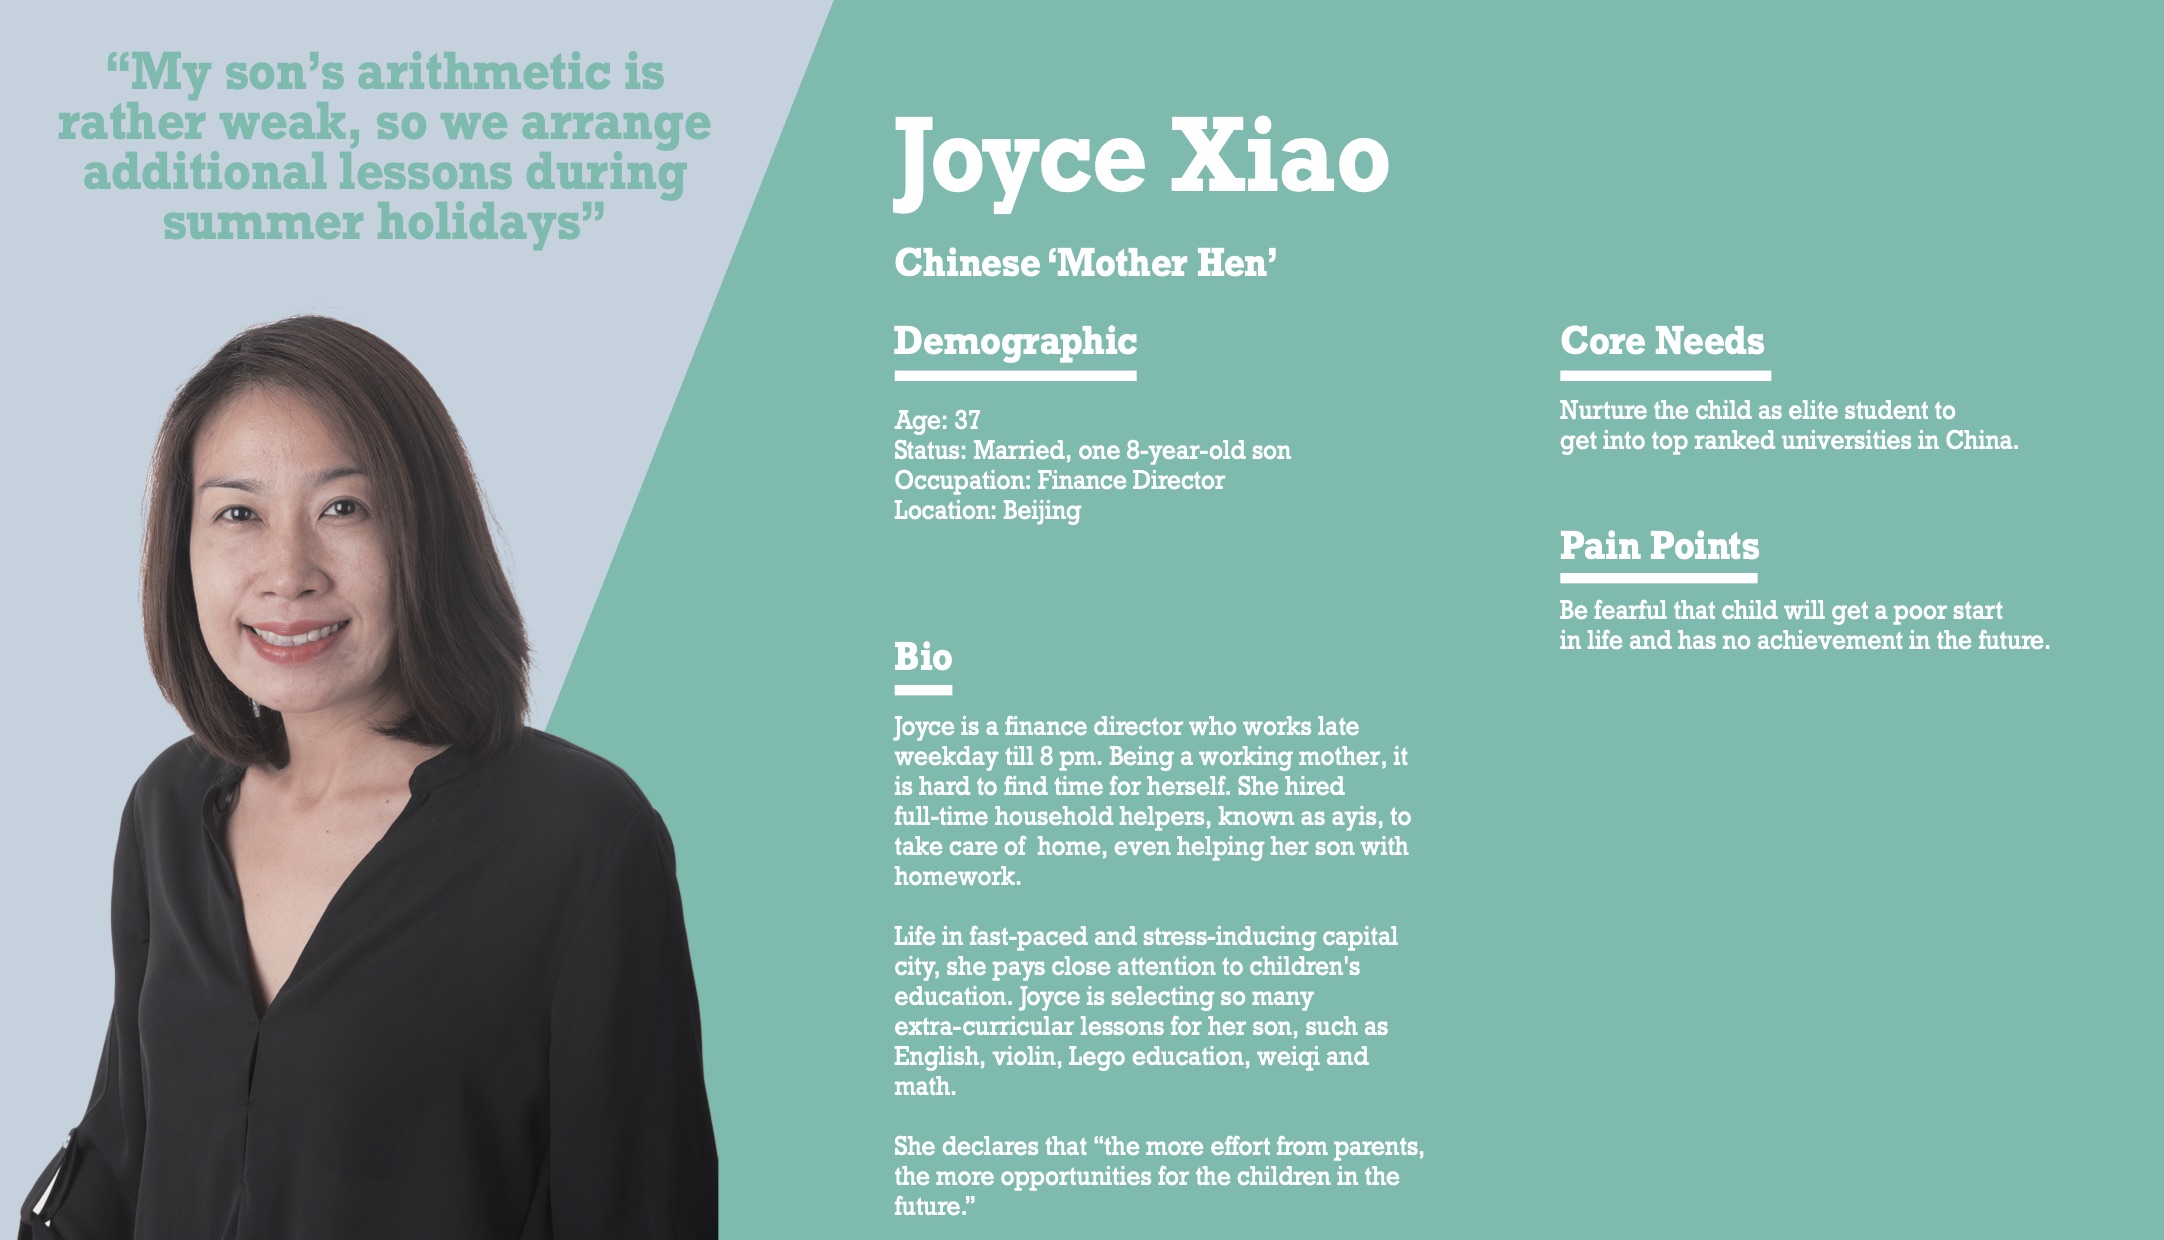 “My son’s arithmetic is
rather weak, so we arrange
additional lessons during
summer holidays”
Joyce Xiao
Chinese ‘Mother Hen’
Demographic
Age: 37
Status: Married, one 8-year-old son
Occupation: Finance Director
Location: Beijing
Bio
Joyce is a finance director who works late
weekday till 8 pm. Being a working mother, it
is hard to find time for herself. She hired
full-time household helpers, known as ayis, to
take care of  home, even helping her son with
homework.
Life in fast-paced and stress-inducing capital
city, she pays close attention to children's
education. Joyce is selecting so many
extra-curricular lessons for her son, such as
English, violin, Lego education, weiqi and
math.
She declares that “the more effort from parents,
the more opportunities for the children in the
future.”
Core Needs
Nurture the child as elite student to
get into top ranked universities in China.
Pain Points
Be fearful that child will get a poor start
in life and has no achievement in the future.